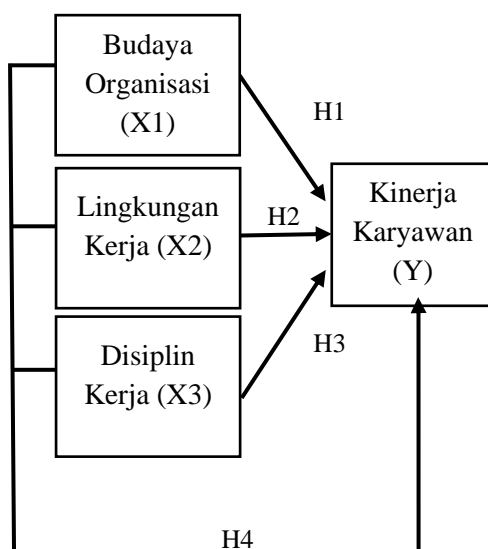 Budaya
Organisasi
(X1)
H1
Lingkungan
Kerja (X2)
H2
Kinerja
Karyawan
(Y)
Disiplin
Kerja (X3)
H3
H4